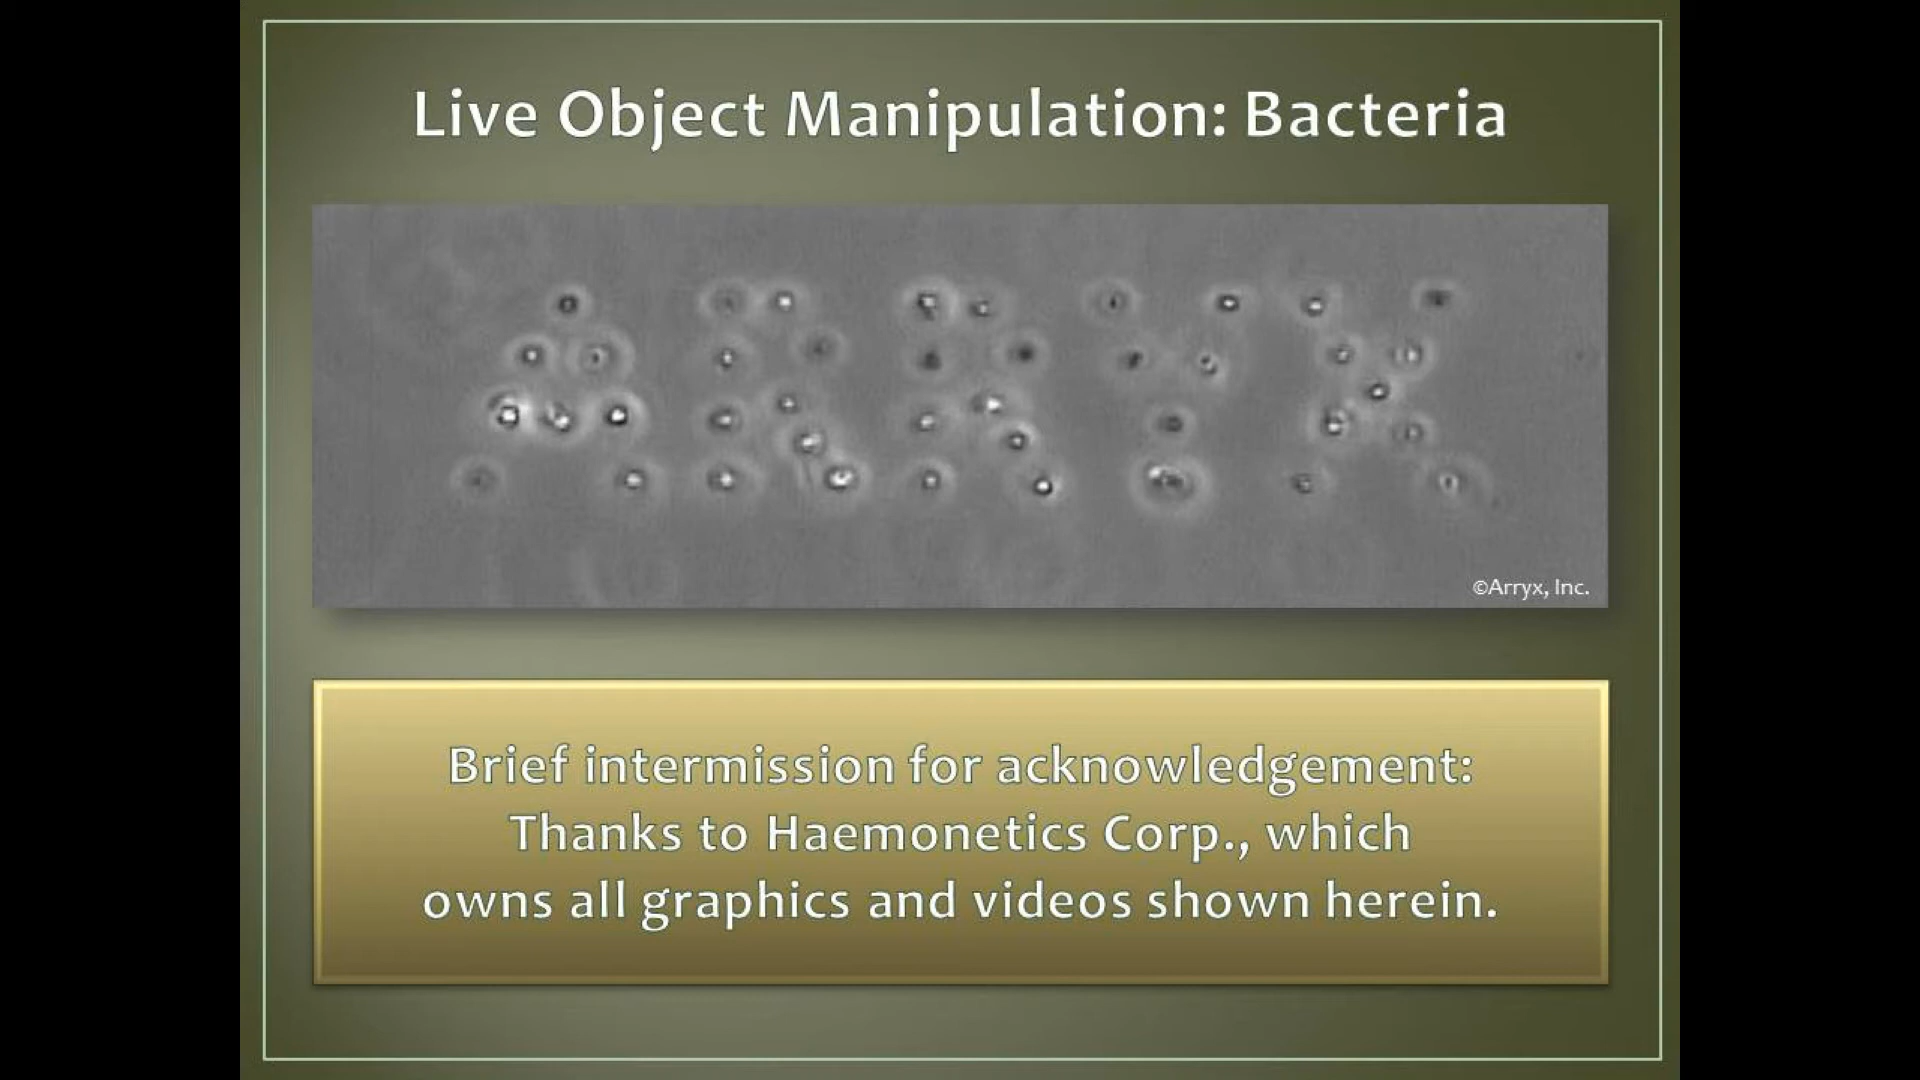 Live Object Manipulation: Bacteria
ARRYX
©Arryx, Inc.
Brief intermission for acknowledgement:
Thanks to Haemonetics Corp., which
owns all graphics and videos shown herein.